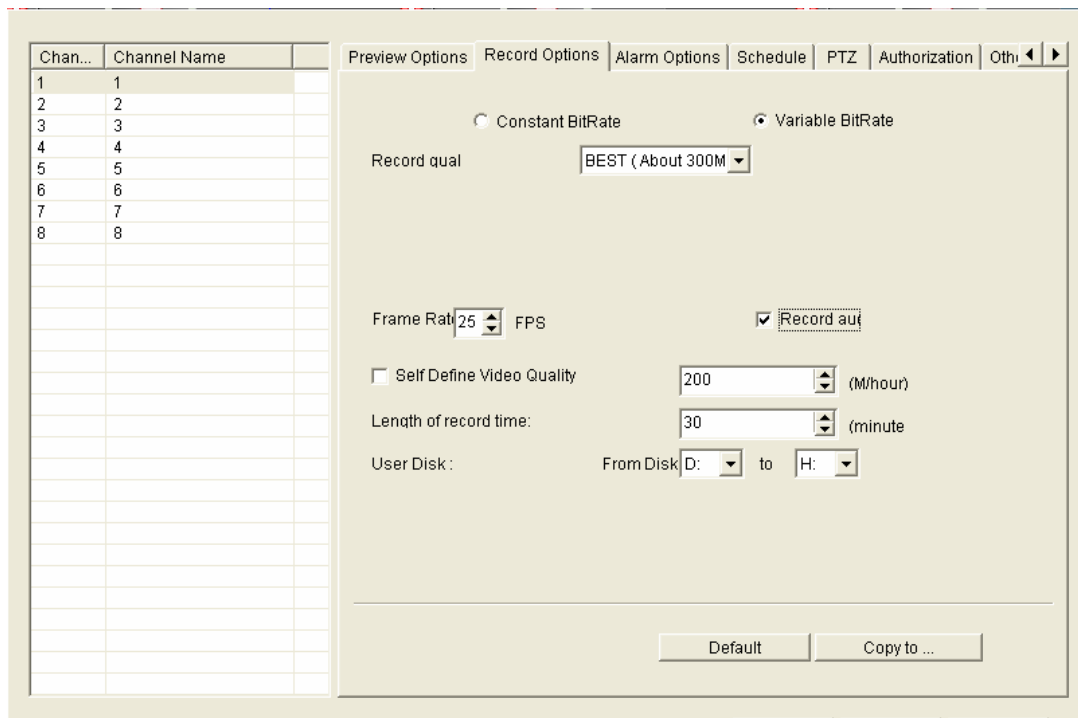 Chan... Channel Name
1 1
2 2
3 3
4 4
5 5
6 6
7 7
8 8
Preview Options Record Options Alarm Options Schedule PTZ Authorization Oth
Constant BitRate Variable BitRate
Record qual BEST ( About 300M
Frame Rat 25 FPS Record au
Self Define Video Quality 200 (M/hour)
Length of record time: 30 (minute
User Disk : From Disk D: to H:
Default Copy to ...